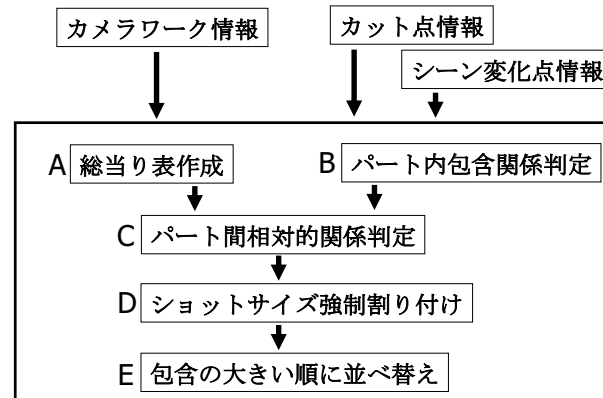 カメラワーク情報
カット点情報
シーン変化点情報
A 総当り表作成
B パート内包含関係判定
C パート間相対的関係判定
D ショットサイズ強制割り付け
E 包含の大きい順に並べ替え